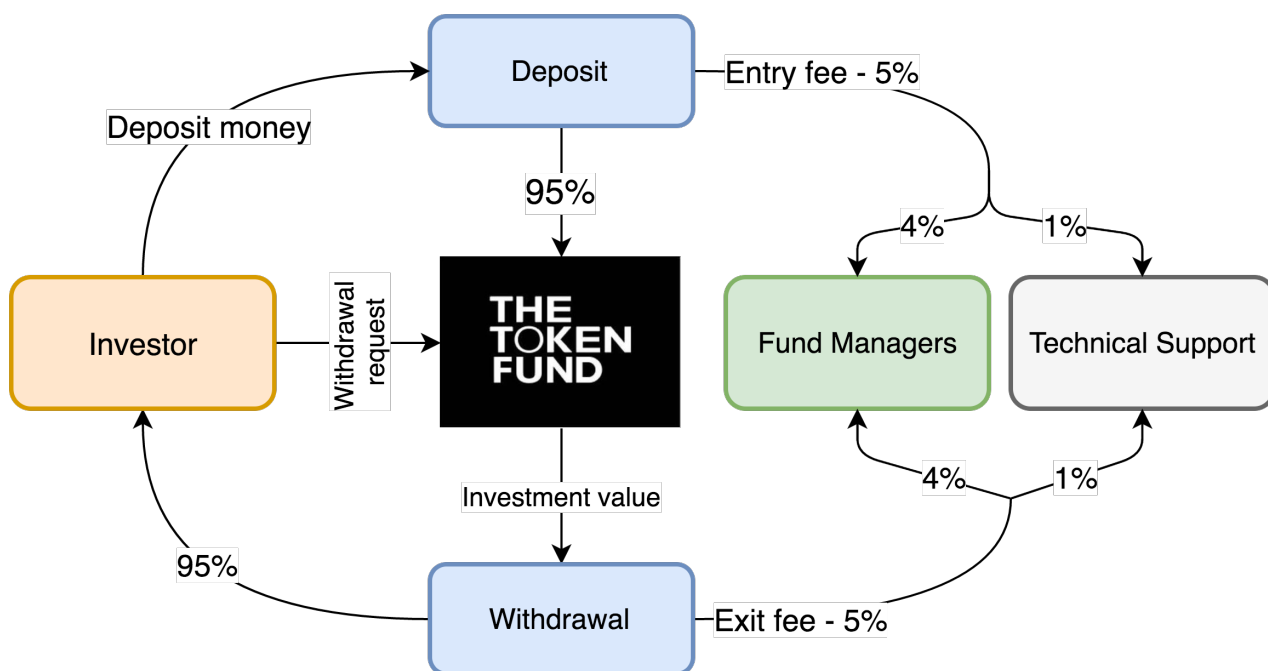 Deposit
Entry fee - 5%
Deposit money
95%
4%
1%
Investor
Withdrawal
request
THE
TOKEN
FUND
Fund Managers
Technical Support
4%
1%
Investment value
95%
Withdrawal
Exit fee - 5%